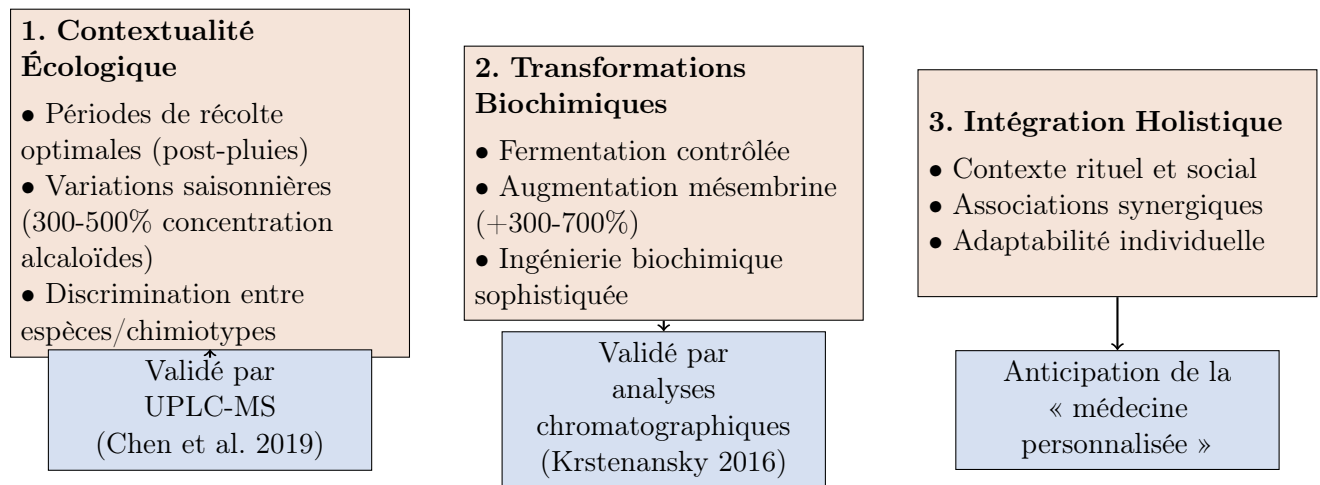 1. Contextualité
Écologique
• Périodes de récolte
optimales (post-pluies)
• Variations saisonnières
(300-500% concentration
alcaloïdes)
• Discrimination entre
espèces/chimiotypes
Validé par
UPLC-MS
(Chen et al. 2019)
2. Transformations
Biochimiques
• Fermentation contrôlée
• Augmentation mésembrine
(+300-700%)
• Ingénierie biochimique
sophistiquée
Validé par
analyses
chromatographiques
(Krstenansky 2016)
3. Intégration Holistique
• Contexte rituel et social
• Associations synergiques
• Adaptabilité individuelle
Anticipation de la
« médecine
personnalisée »